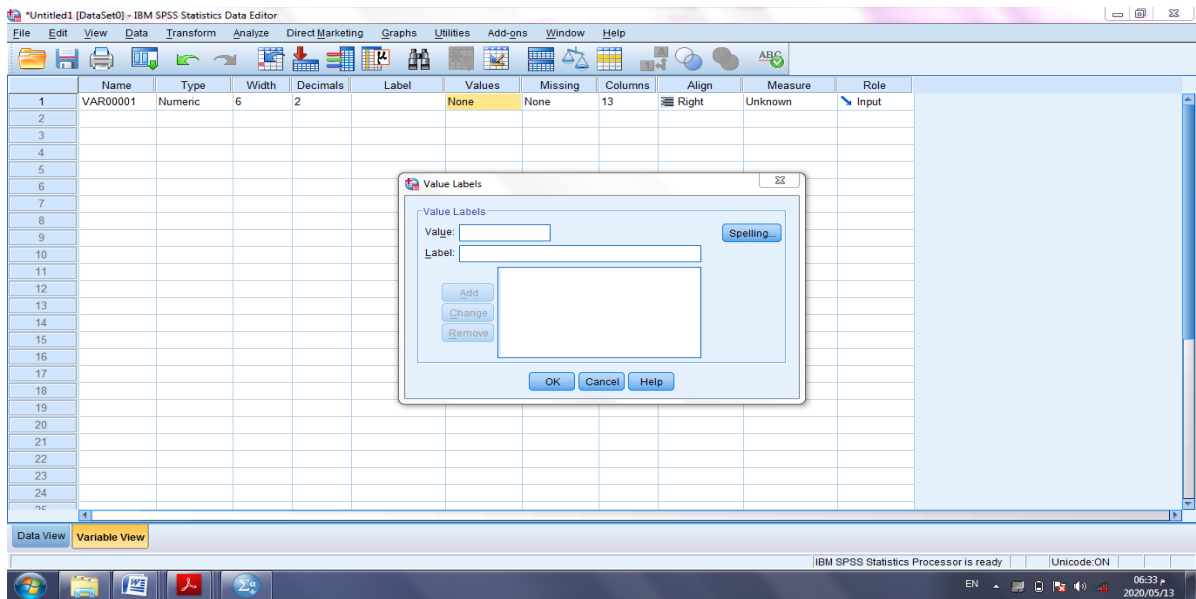 *Untitled1 [DataSet0] - IBM SPSS Statistics Data Editor
File Edit View Data Transform Analyze Direct Marketing Graphs Utilities Add-ons Window Help
Name Type Width Decimals Label Values Missing Columns Align Measure Role
1 VAR00001 Numeric 6 2 None None 13 Right Unknown Input
2
3
4
5
6
7
8
9
10
11
12
13
14
15
16
17
18
19
20
21
22
23
24
25
Value Labels
Value Labels
Value:
Spelling...
Label:
Add
Change
Remove
OK Cancel Help
Data View Variable View
IBM SPSS Statistics Processor is ready Unicode:ON
EN 06:33 م
2020/05/13